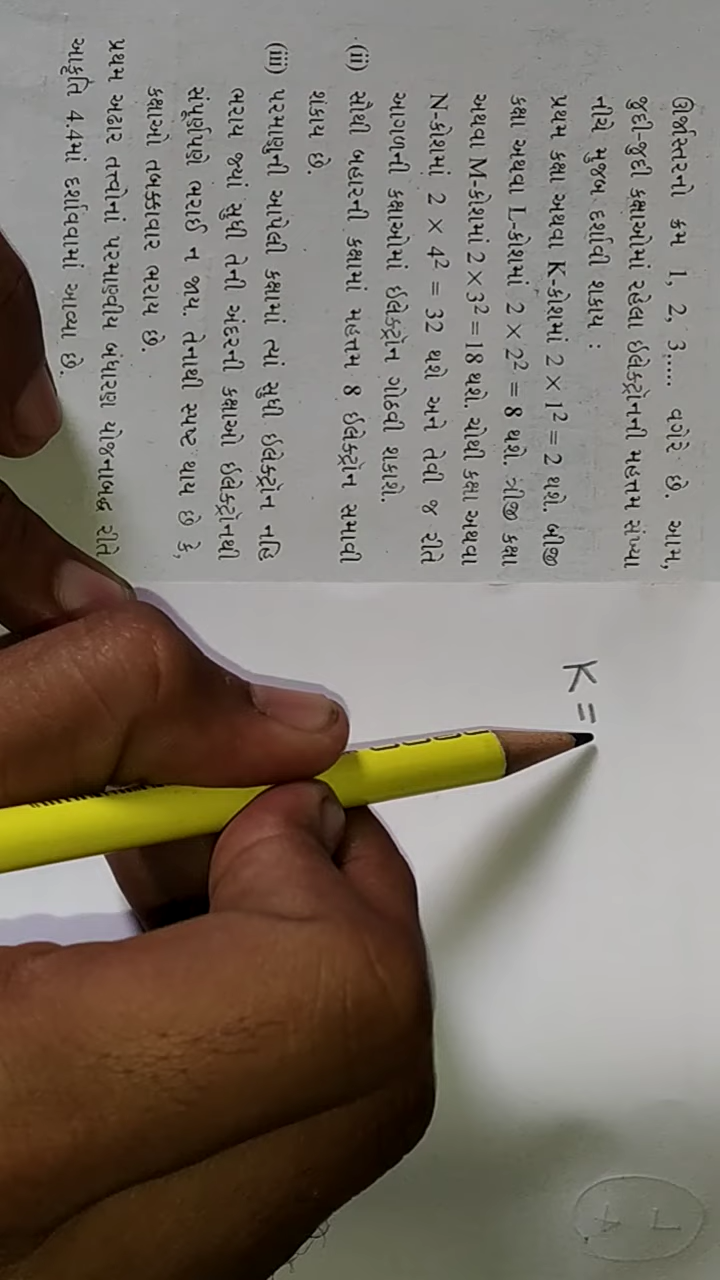 ઊર્જાસ્તરનો ક્રમ 1, 2, 3,.... વગેરે છે. આમ,
જુદી-જુદી કક્ષાઓમાં રહેલા ઇલેક્ટ્રોનની મહત્તમ સંખ્યા
નીચે મુજબ દર્શાવી શકાય :
પ્રથમ કક્ષા અથવા K-કોશમાં 2 × 1² = 2 થશે. બીજી
કક્ષા અથવા L-કોશમાં 2 × 2² = 8 થશે. ત્રીજી કક્ષા
અથવા M-કોશમાં 2 × 3² = 18 થશે. ચોથી કક્ષા અથવા
N-કોશમાં 2 × 4² = 32 થશે અને તેવી જ રીતે
આગળની કક્ષાઓમાં ઇલેક્ટ્રોન ગોઠવી શકાશે.
(ii) સૌથી બહારની કક્ષામાં મહત્તમ 8 ઇલેક્ટ્રોન સમાવી
શકાય છે.
(iii) પરમાણુની આપેલી કક્ષામાં ત્યાં સુધી ઇલેક્ટ્રોન નહિ
ભરાય જ્યાં સુધી તેની અંદરની કક્ષાઓ ઇલેક્ટ્રોનથી
સંપૂર્ણપણે ભરાઈ ન જાય. તેનાથી સ્પષ્ટ થાય છે કે,
કક્ષાઓ તબક્કાવાર ભરાય છે.
પ્રથમ અઢાર તત્ત્વોનાં પરમાણ્વીય બંધારણ યોજનાબદ્ધ રીતે
આકૃતિ 4.4માં દર્શાવવામાં આવ્યા છે.
K =